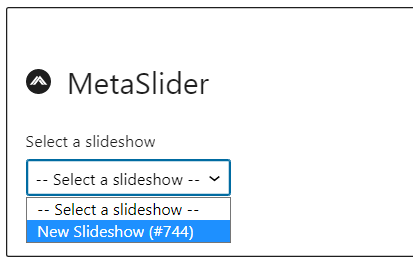 MetaSlider
Select a slideshow
-- Select a slideshow --
-- Select a slideshow --
New Slideshow (#744)